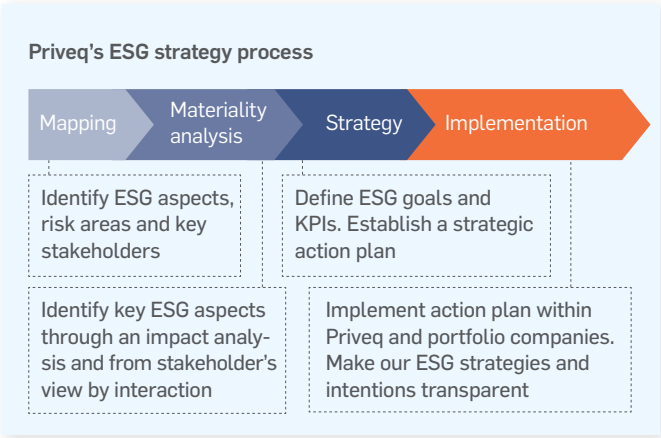 Priveq's ESG strategy process
Mapping
Materiality
analysis
Strategy
Implementation
Identify ESG aspects,
risk areas and key
stakeholders
Define ESG goals and
KPIs. Establish a strategic
action plan
Identify key ESG aspects
through an impact analy-
sis and from stakeholder's
view by interaction
Implement action plan within
Priveq and portfolio companies.
Make our ESG strategies and
intentions transparent